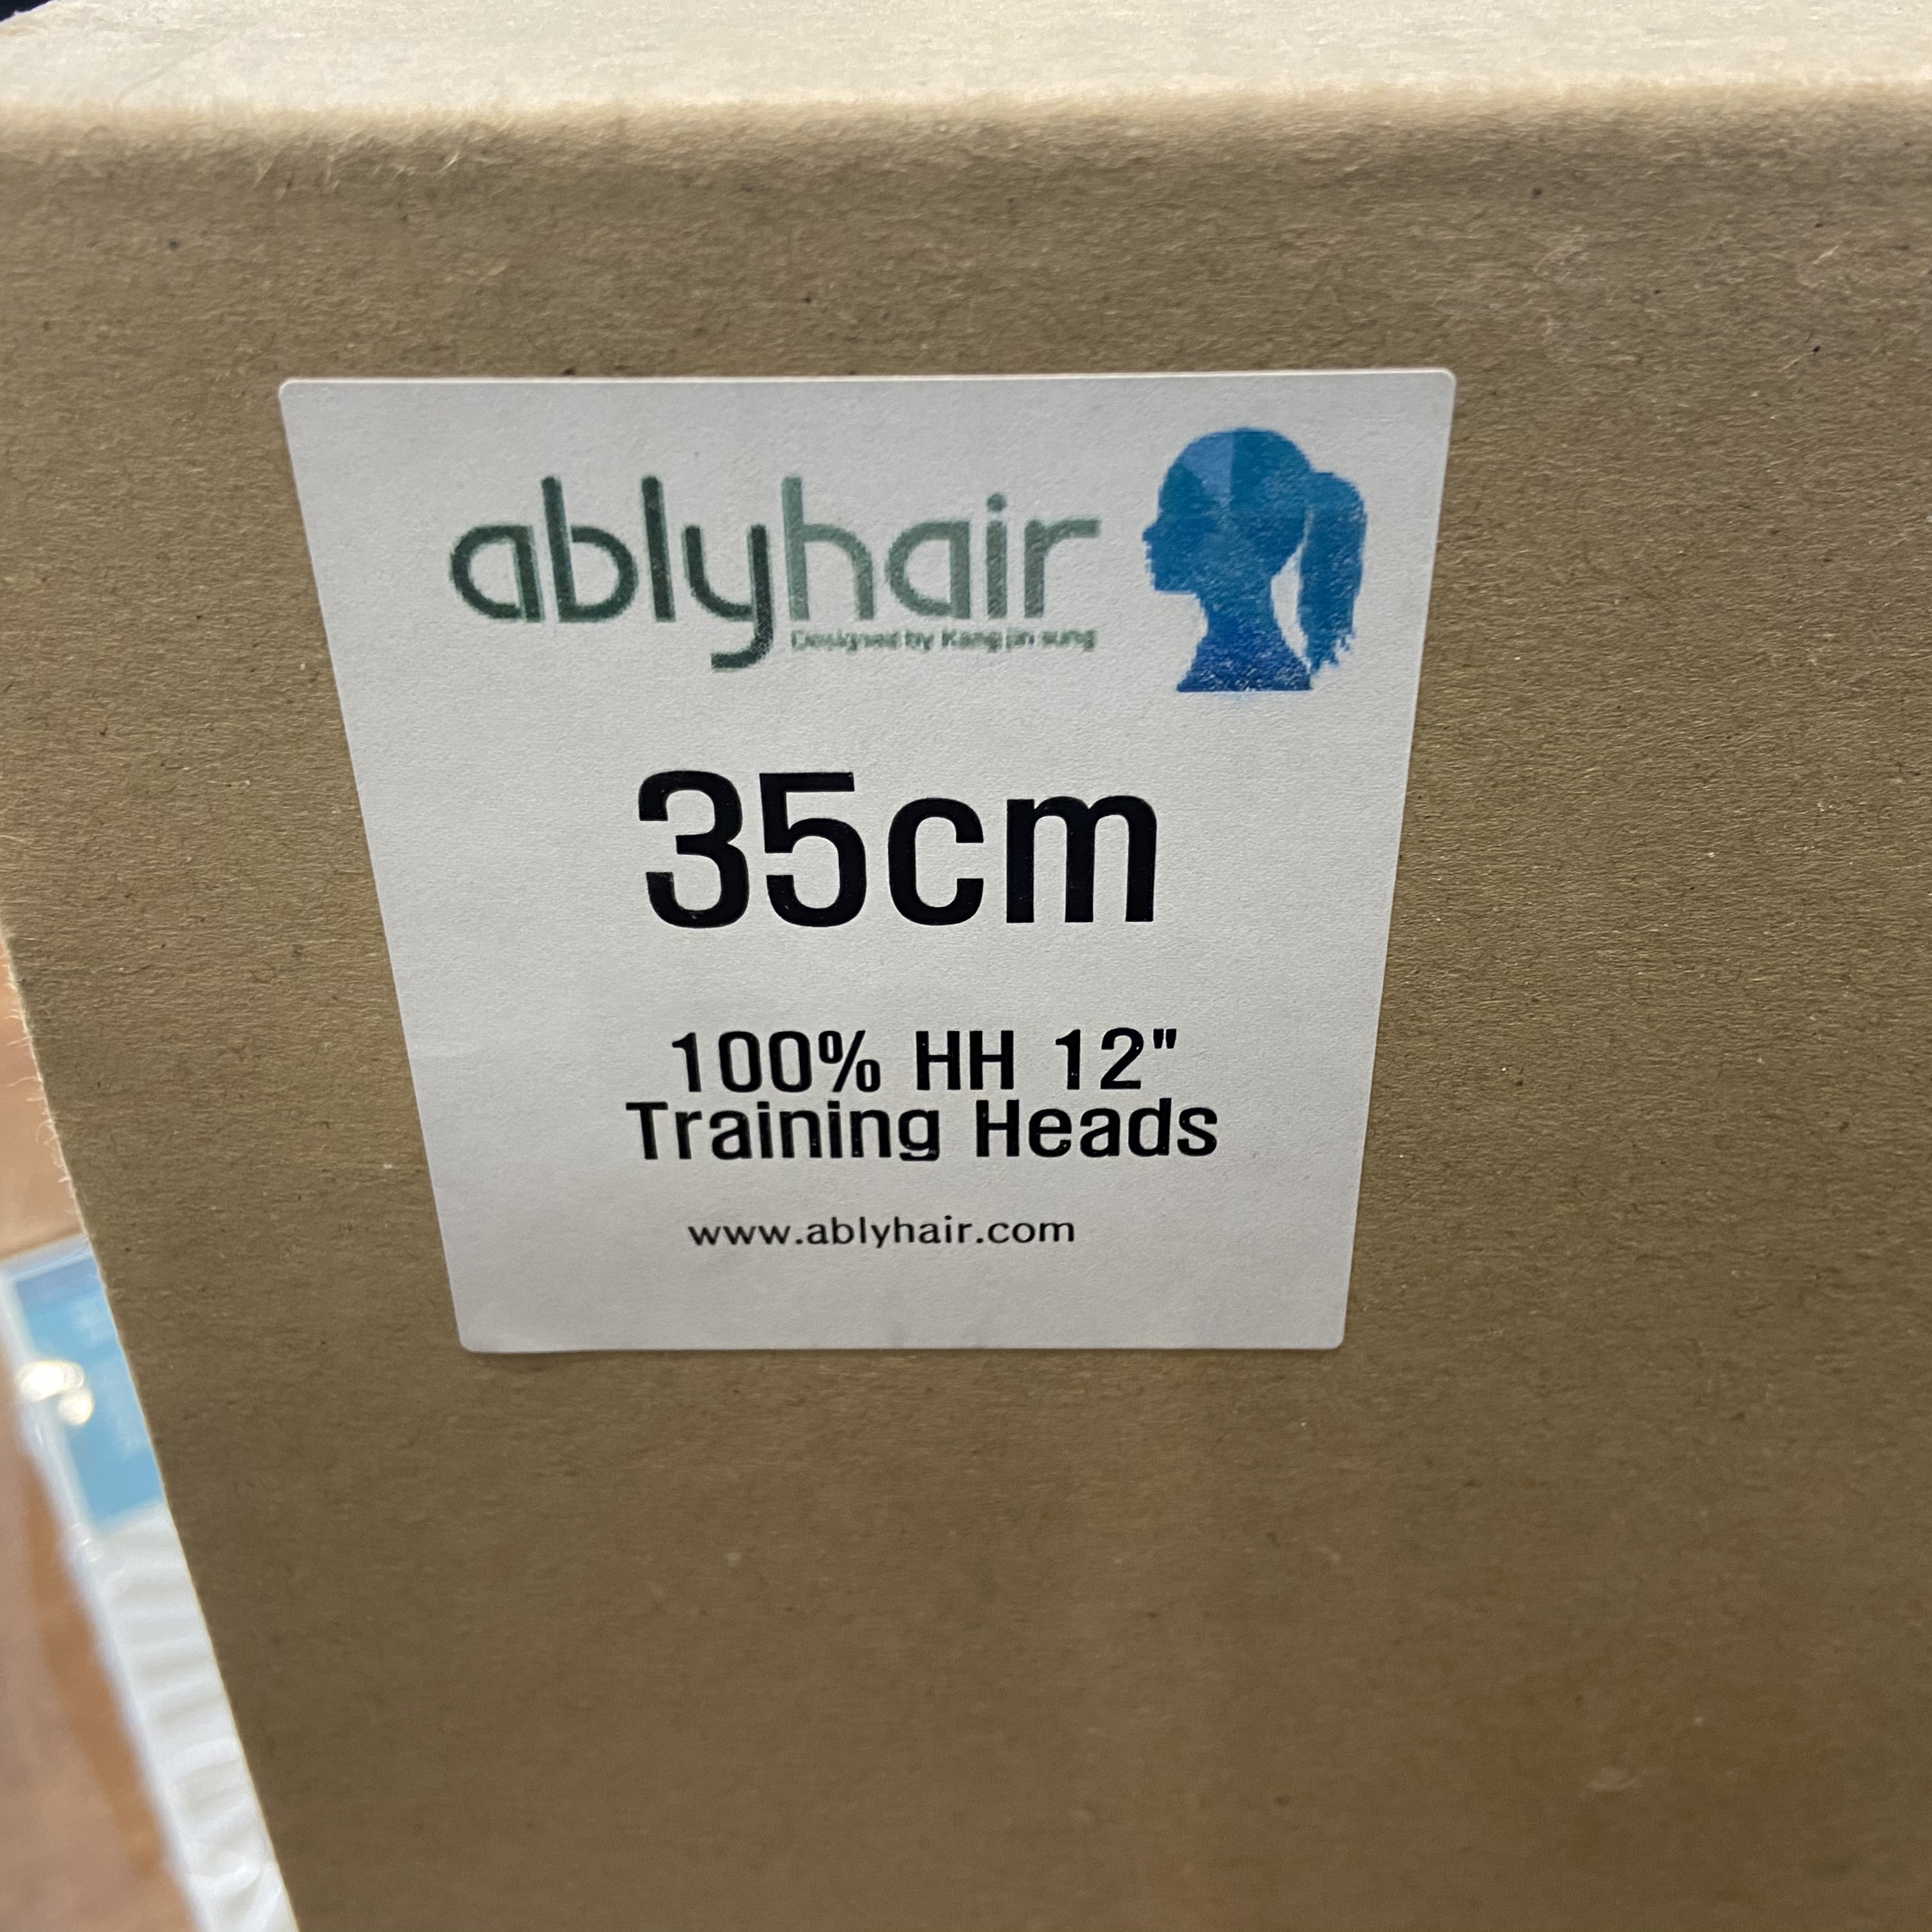 ablyhair
Designed by Kang jin sung
35cm
100% HH 12"
Training Heads
www.ablyhair.com